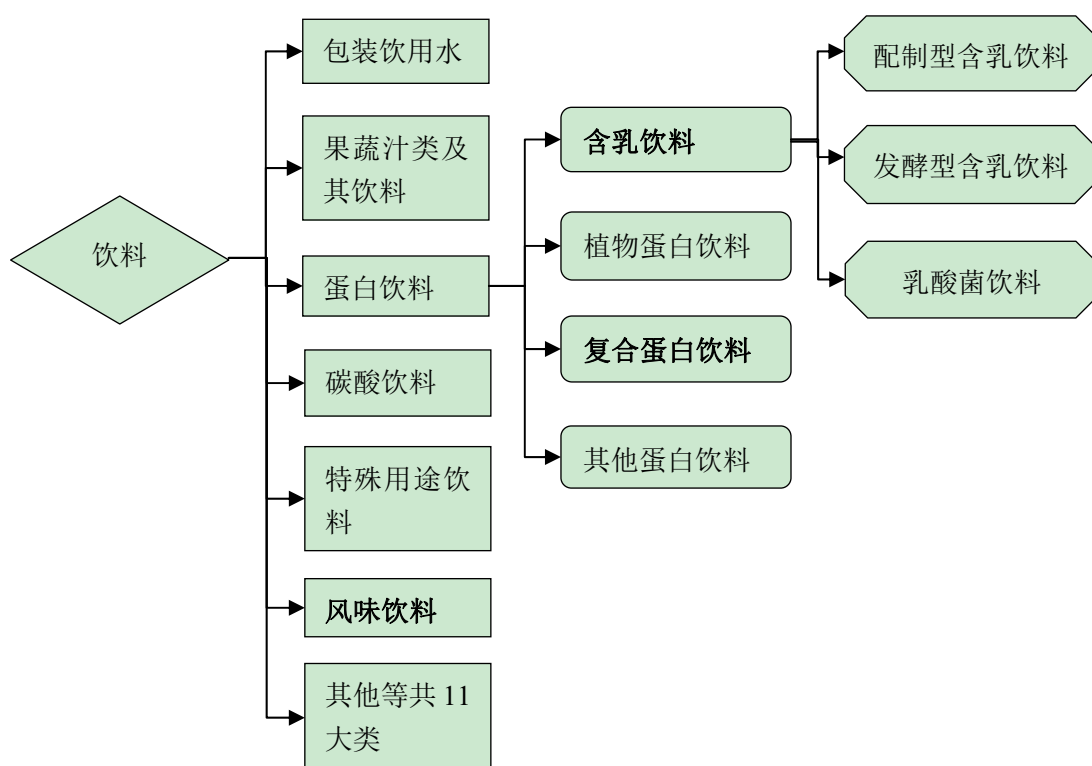 饮料
包装饮用水
果蔬汁类及
其饮料
蛋白饮料
碳酸饮料
特殊用途饮
料
风味饮料
其他等共 11
大类
含乳饮料
植物蛋白饮料
复合蛋白饮料
其他蛋白饮料
配制型含乳饮料
发酵型含乳饮料
乳酸菌饮料